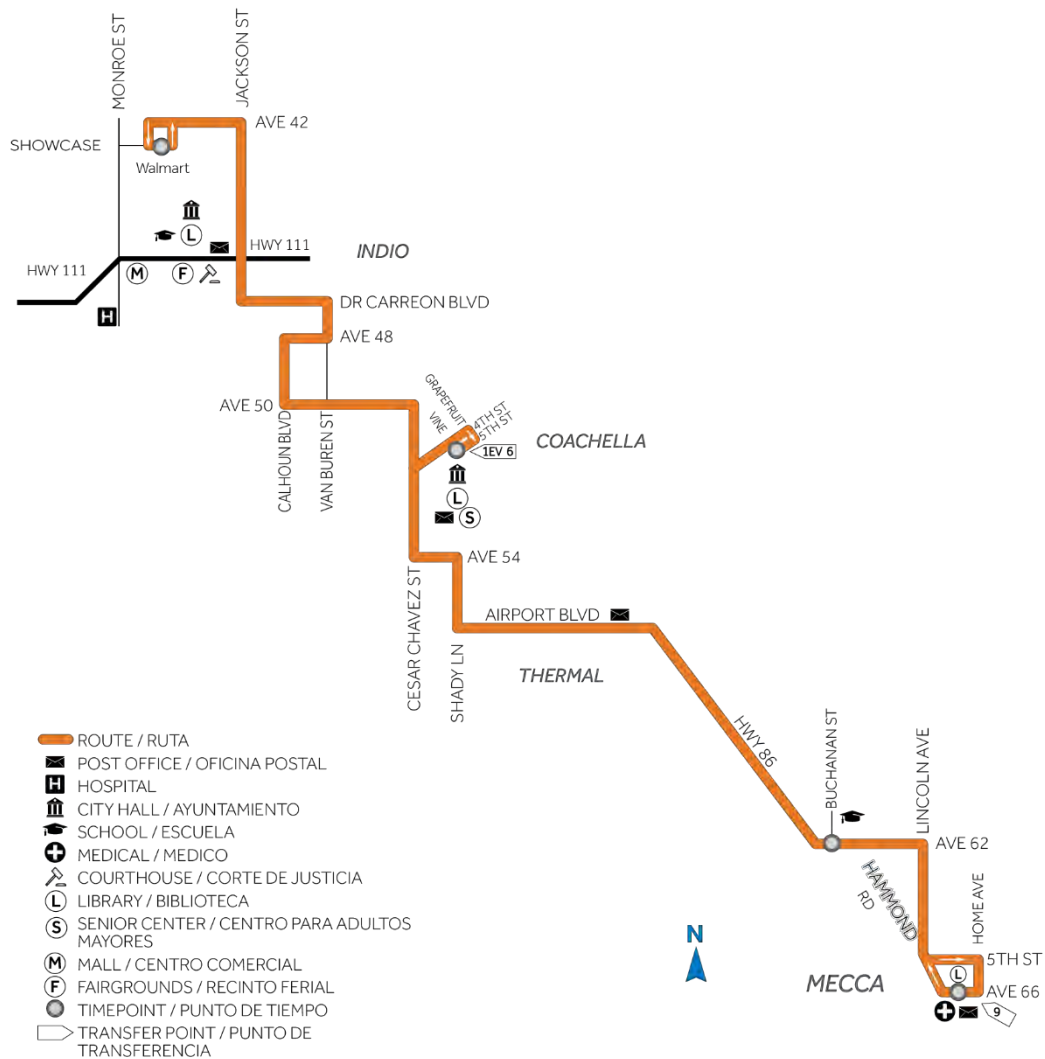 MONROE ST
JACKSON ST
AVE 42
SHOWCASE
Walmart
L
HWY 111
INDIO
HWY 111
M
F
H
DR CARREON BLVD
AVE 48
AVE 50
CALHOUN BLVD
VAN BUREN ST
GRAPEFRUIT
VINE
4TH ST
5TH ST
1EV 6
COACHELLA
L
S
AVE 54
CESAR CHAVEZ ST
SHADY LN
AIRPORT BLVD
THERMAL
HWY 86
BUCHANAN ST
LINCOLN AVE
AVE 62
HAMMOND
RD
HOME AVE
5TH ST
L
MECCA
AVE 66
9
N
ROUTE / RUTA
POST OFFICE / OFICINA POSTAL
H HOSPITAL
CITY HALL / AYUNTAMIENTO
SCHOOL / ESCUELA
MEDICAL / MEDICO
COURTHOUSE / CORTE DE JUSTICIA
L LIBRARY / BIBLIOTECA
S SENIOR CENTER / CENTRO PARA ADULTOS
MAYORES
M MALL / CENTRO COMERCIAL
F FAIRGROUNDS / RECINTO FERIAL
TIMEPOINT / PUNTO DE TIEMPO
TRANSFER POINT / PUNTO DE
TRANSFERENCIA